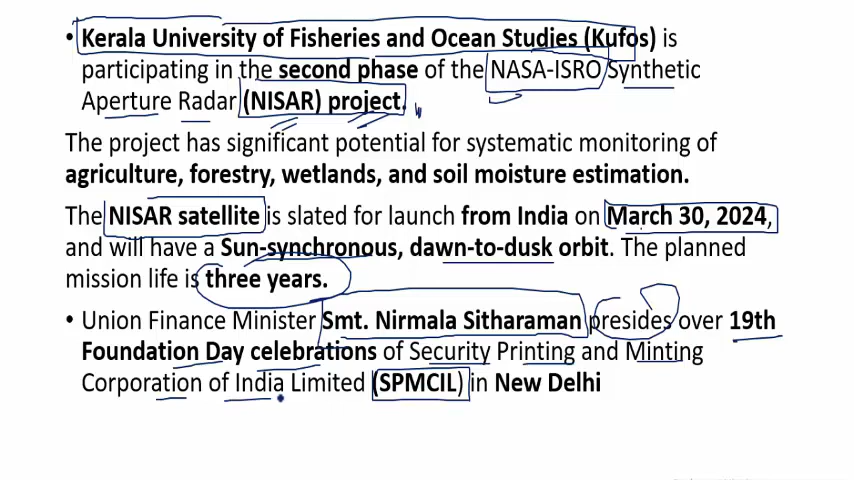 • Kerala University of Fisheries and Ocean Studies (Kufos) is
participating in the second phase of the NASA-ISRO Synthetic
Aperture Radar (NISAR) project.
The project has significant potential for systematic monitoring of
agriculture, forestry, wetlands, and soil moisture estimation.
The NISAR satellite is slated for launch from India on March 30, 2024,
and will have a Sun-synchronous, dawn-to-dusk orbit. The planned
mission life is three years.
• Union Finance Minister Smt. Nirmala Sitharaman presides over 19th
Foundation Day celebrations of Security Printing and Minting
Corporation of India Limited (SPMCIL) in New Delhi